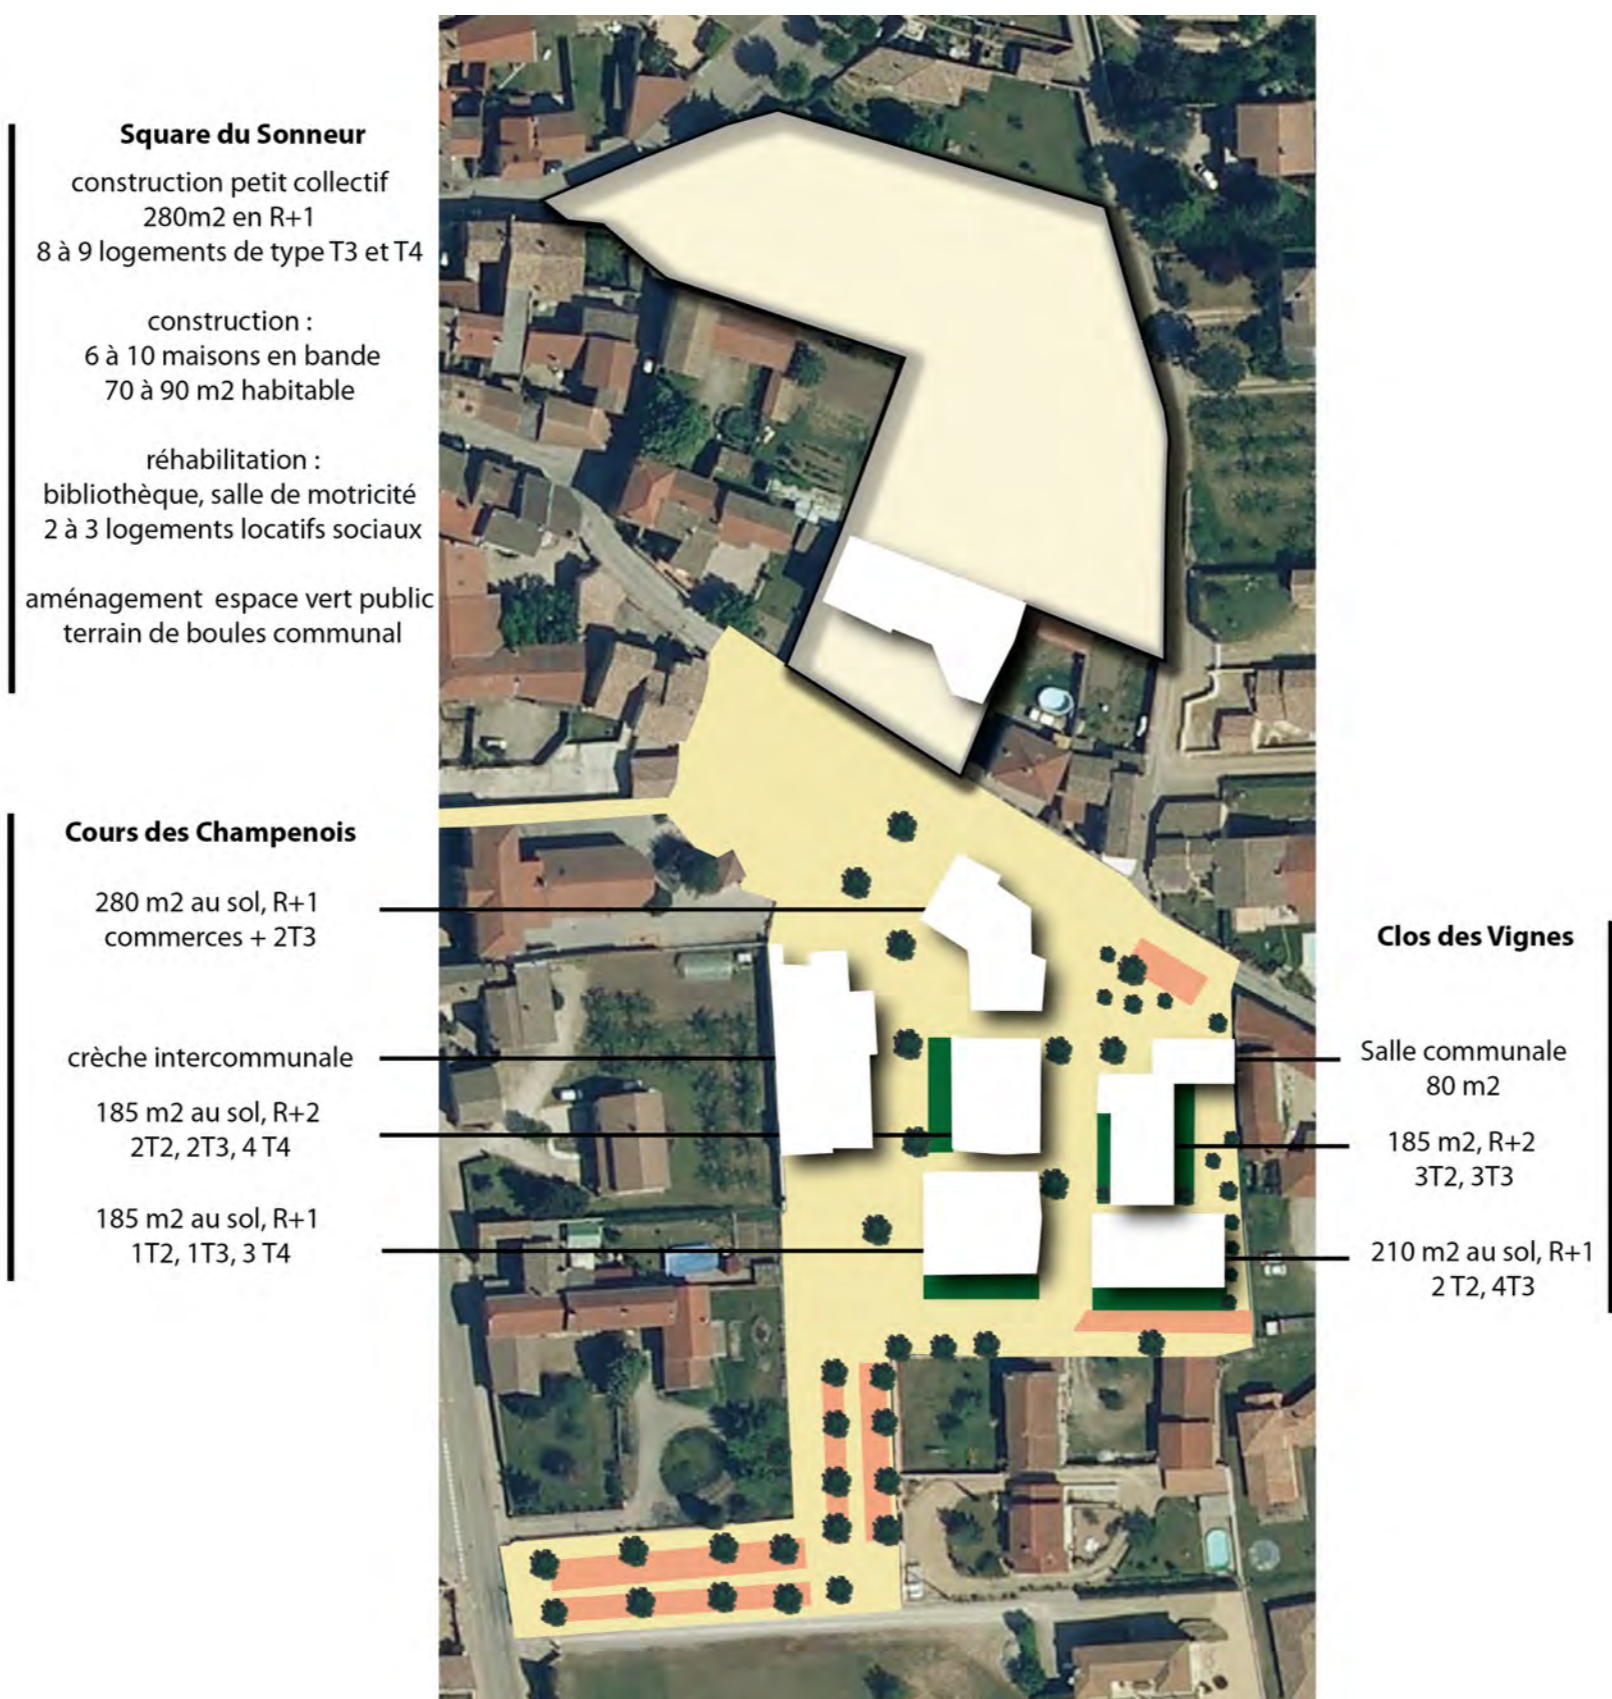 Square du Sonneur
construction petit collectif
280m2 en R+1
8 à 9 logements de type T3 et T4
construction :
6 à 10 maisons en bande
70 à 90 m2 habitable
réhabilitation :
bibliothèque, salle de motricité
2 à 3 logements locatifs sociaux
aménagement espace vert public
terrain de boules communal
Cours des Champenois
280 m2 au sol, R+1
commerces + 2T3
crèche intercommunale
185 m2 au sol, R+2
2T2, 2T3, 4 T4
185 m2 au sol, R+1
1T2, 1T3, 3 T4
Clos des Vignes
Salle communale
80 m2
185 m2, R+2
3T2, 3T3
210 m2 au sol, R+1
2 T2, 4T3